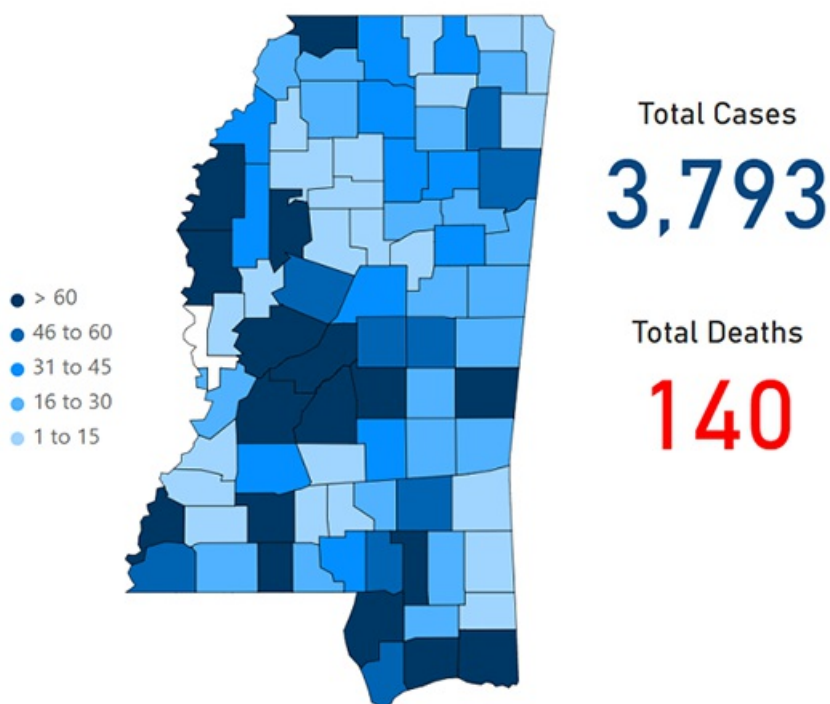 Total Cases
3,793
> 60
46 to 60
31 to 45
16 to 30
1 to 15
Total Deaths
140